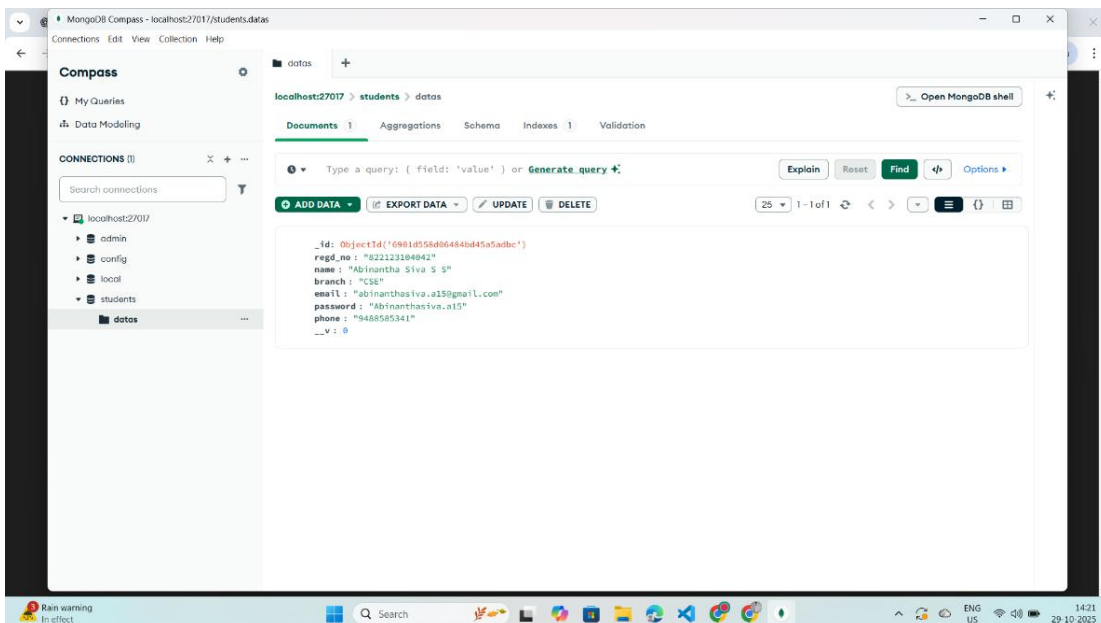 MongoDB Compass - localhost:27017/students.datas
Connections Edit View Collection Help
Compass
datas
{} My Queries
localhost:27017 > students > datas
>_ Open MongoDB shell
Data Modeling
Documents 1 Aggregations Schema Indexes 1 Validation
CONNECTIONS (1)
Type a query: { field: 'value' } or Generate query
Explain Reset Find </> Options
Search connections
ADD DATA EXPORT DATA UPDATE DELETE
25 1-1 of 1
localhost:27017
admin
config
local
students
datas
_id: ObjectId('6901d558d06484bd45a5adbc')
regd_no : "822123104042"
name : "Abinantha Siva S S"
branch : "CSE"
email : "abinanthasiva.a15@gmail.com"
password : "Abinanthasiva.a15"
phone : "9488585341"
__v : 0
3
Rain warning
In effect
Search
ENG
US
14:21
29-10-2025